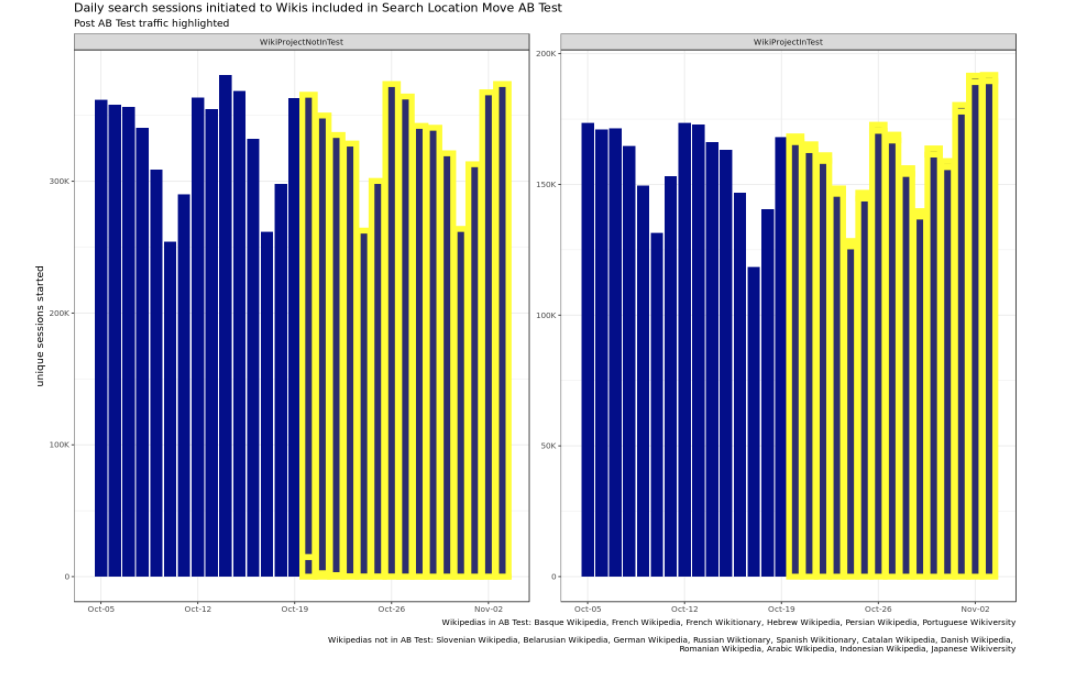 Daily search sessions initiated to Wikis included in Search Location Move AB Test
Post AB Test traffic highlighted
WikiProjectNotInTest
WikiProjectInTest
unique sessions started
300K
200K
100K
0
200K
150K
100K
50K
0
Oct-05 Oct-12 Oct-19 Oct-26 Nov-02
Oct-05 Oct-12 Oct-19 Oct-26 Nov-02
Wikipedias in AB Test: Basque Wikipedia, French Wikipedia, French Wikitionary, Hebrew Wikipedia, Persian Wikipedia, Portuguese Wikiversity
Wikipedias not in AB Test: Slovenian Wikipedia, Belarusian Wikipedia, German Wikipedia, Russian Wiktionary, Spanish Wikitionary, Catalan Wikipedia, Danish Wikipedia,
Romanian Wikipedia, Arabic WIkipedia, Indonesian Wikipedia, Japanese Wikiversity